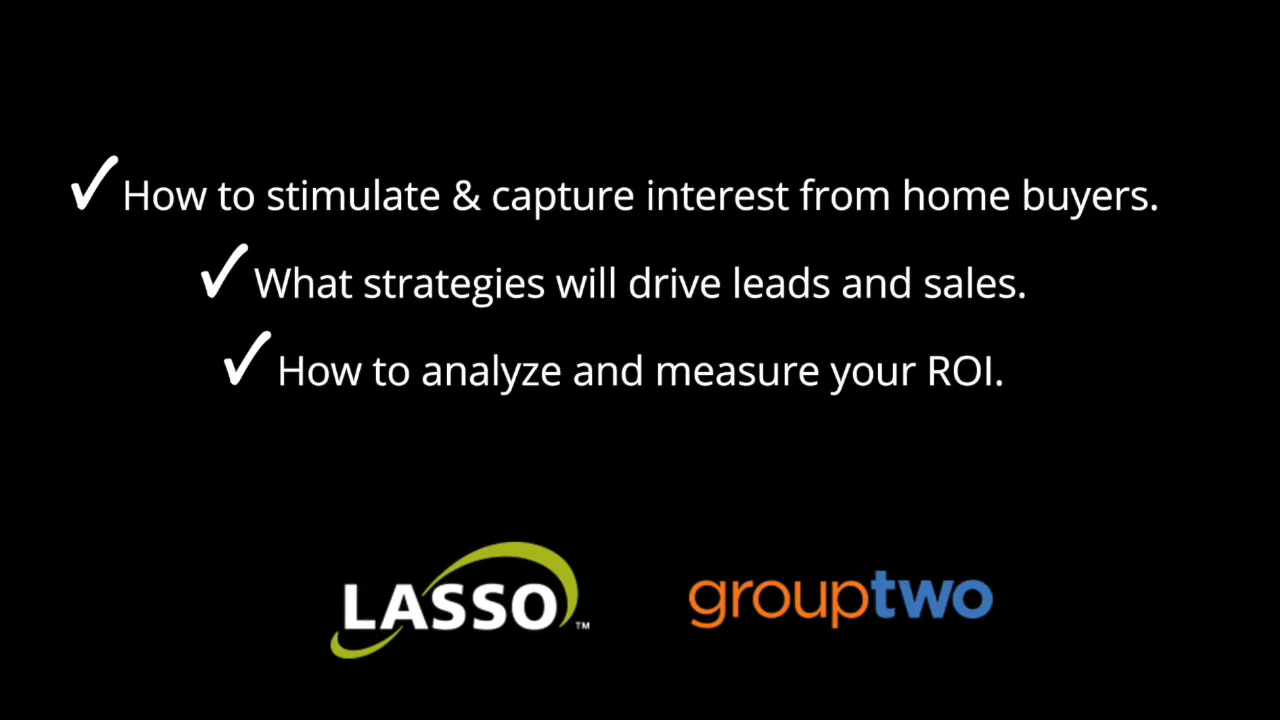 ✓How to stimulate & capture interest from home buyers.
✓What strategies will drive leads and sales.
✓How to analyze and measure your ROI.
LASSO™ grouptwo